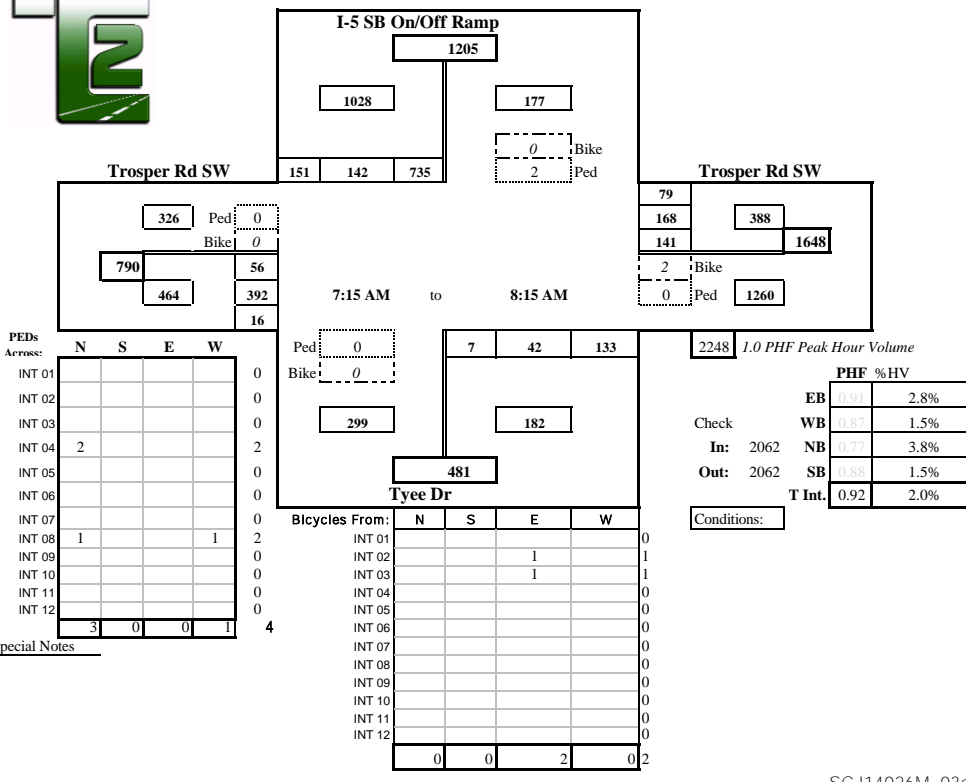 T2
I-5 SB On/Off Ramp
1205
1028 177
0 Bike
Trosper Rd SW 151 142 735 2 Ped Trosper Rd SW
79
326 Ped 0 168 388
Bike 0 141 1648
790 56 2 Bike
464 392 7:15 AM to 8:15 AM 0 Ped 1260
16
PEDs
Across: N S E W Ped 0 7 42 133 2248 1.0 PHF Peak Hour Volume
INT 01 0 Bike 0 PHF %HV
INT 02 0 EB 0.91 2.8%
INT 03 0 299 182 Check WB 0.87 1.5%
INT 04 2 2 In: 2062 NB 0.77 3.8%
INT 05 0 481 Out: 2062 SB 0.88 1.5%
INT 06 0 Tyee Dr T Int. 0.92 2.0%
INT 07 0 Bicycles From: N S E W Conditions:
INT 08 1 1 2 INT 01 0
INT 09 0 INT 02 1 1
INT 10 0 INT 03 1 1
INT 11 0 INT 04 0
INT 12 0 INT 05 0
3 0 0 1 4 INT 06 0
pecial Notes INT 07 0
INT 08 0
INT 09 0
INT 10 0
INT 11 0
INT 12 0
0 0 2 0 2